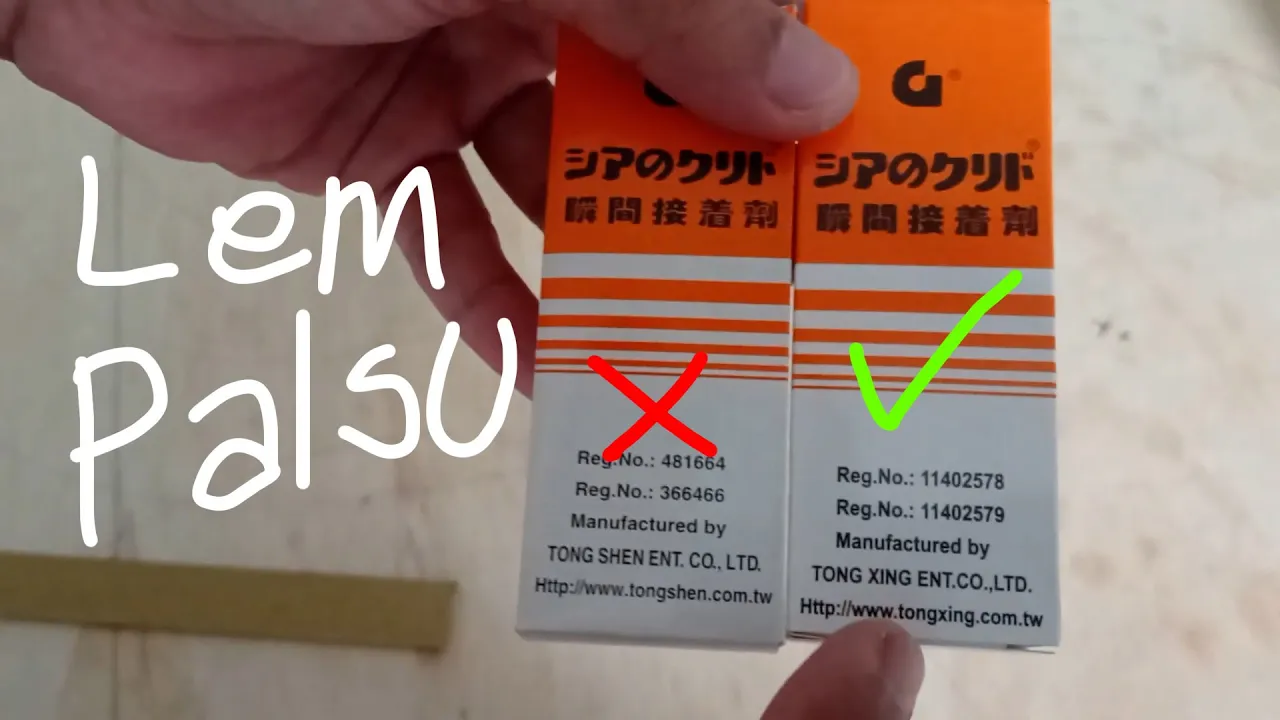 Lem
Palsu
シアのクリト
瞬間接着劑
Reg.No.: 481664
Reg.No.: 366466
Manufactured by
TONG SHEN ENT. CO., LTD.
Http://www.tongshen.com.tw
G®
シアのクリド®
瞬間接着劑
Reg.No.: 11402578
Reg.No.: 11402579
Manufactured by
TONG XING ENT.CO.,LTD.
Http://www.tongxing.com.tw